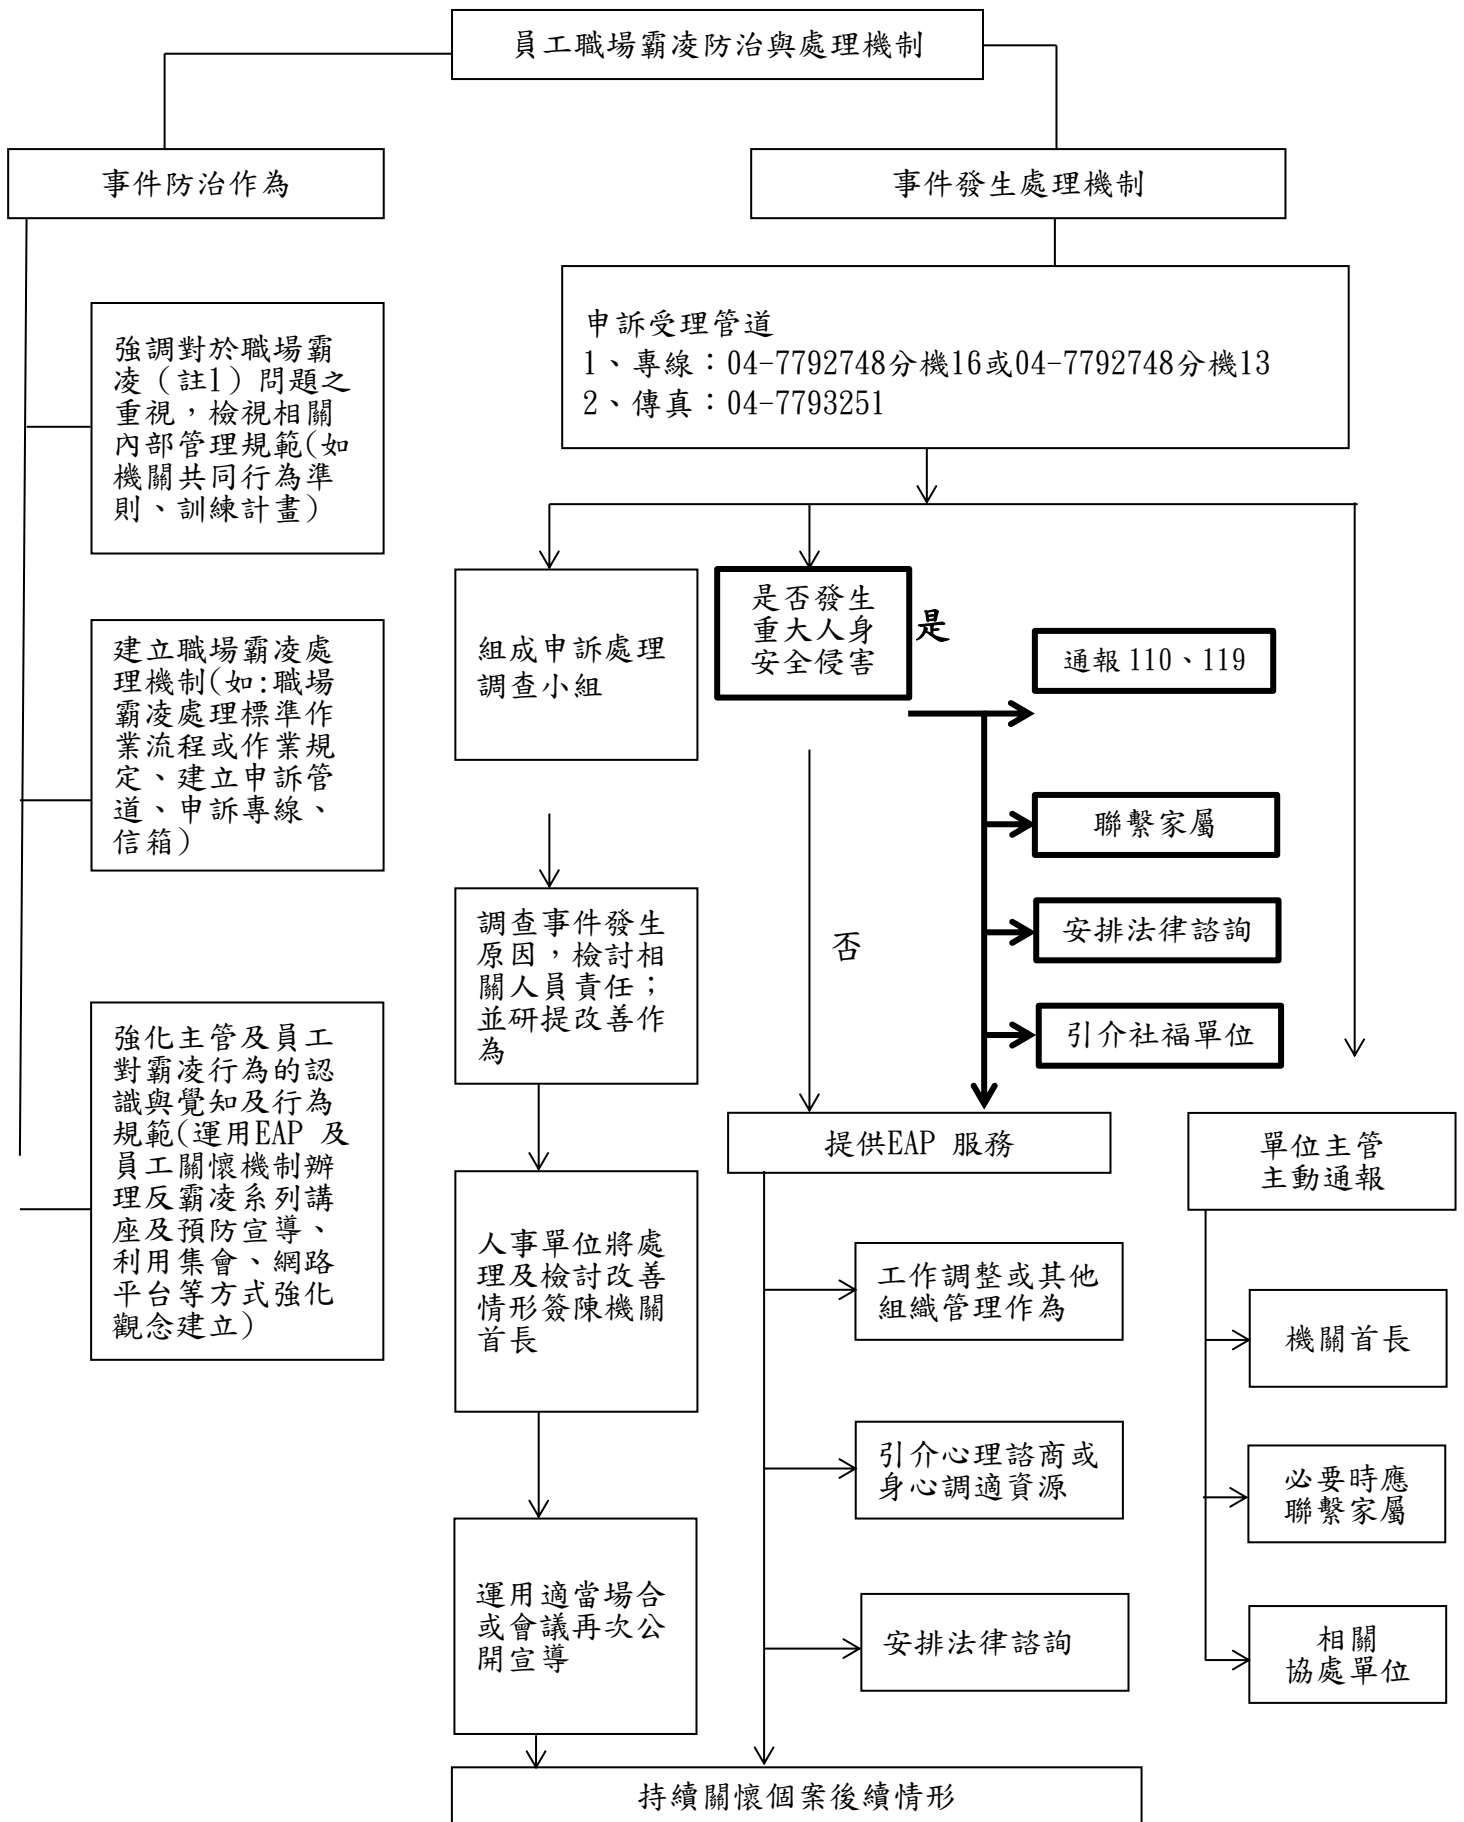 員工職場霸凌防治與處理機制
事件防治作為
事件發生處理機制
強調對於職場霸
凌（註1）問題之
重視，檢視相關
內部管理規範(如
機關共同行為準
則、訓練計畫)
建立職場霸凌處
理機制(如:職場
霸凌處理標準作
業流程或作業規
定、建立申訴管
道、申訴專線、
信箱)
強化主管及員工
對霸凌行為的認
識與覺知及行為
規範(運用EAP 及
員工關懷機制辦
理反霸凌系列講
座及預防宣導、
利用集會、網路
平台等方式強化
觀念建立)
申訴受理管道
1、專線：04-7792748分機16或04-7792748分機13
2、傳真：04-7793251
組成申訴處理
調查小組
調查事件發生
原因，檢討相
關人員責任；
並研提改善作
為
人事單位將處
理及檢討改善
情形簽陳機關
首長
運用適當場合
或會議再次公
開宣導
是否發生
重大人身
安全侵害
是
否
通報 110、119
聯繫家屬
安排法律諮詢
引介社福單位
提供EAP 服務
工作調整或其他
組織管理作為
引介心理諮商或
身心調適資源
安排法律諮詢
單位主管
主動通報
機關首長
必要時應
聯繫家屬
相關
協處單位
持續關懷個案後續情形